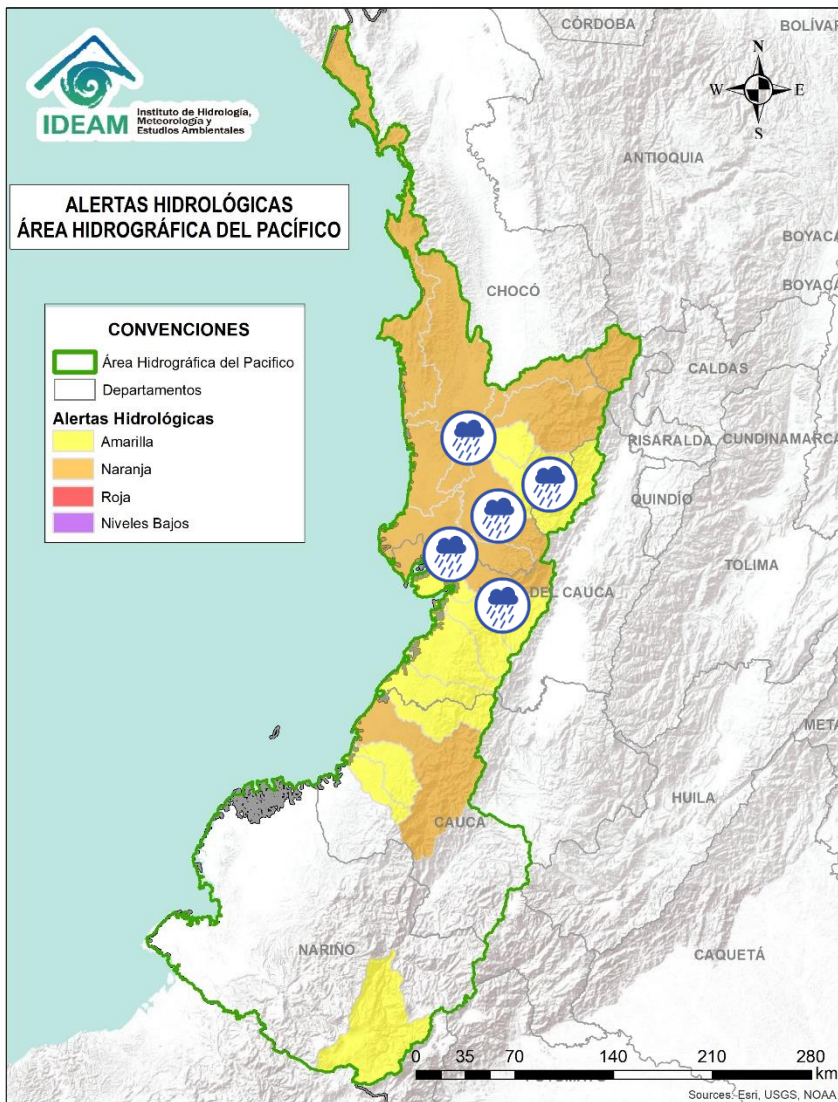 IDEAM
Instituto de Hidrología,
Meteorología y
Estudios Ambientales
ALERTAS HIDROLÓGICAS
ÁREA HIDROGRÁFICA DEL PACÍFICO
CONVENCIONES
Área Hidrográfica del Pacifico
Departamentos
Alertas Hidrológicas
Amarilla
Naranja
Roja
Niveles Bajos
N
W
E
S
CÓRDOBA
BOLÍVAR
ANTIOQUIA
BOYACÁ
BOYACÁ
CHOCÓ
CALDAS
RISARALDA
CUNDINAMARCA
QUINDÍO
TOLIMA
DEL CAUCA
META
HUILA
CAUCA
NARIÑO
CAQUETÁ
0 35 70 140 210 280
km
Sources: Esri, USGS, NOAA